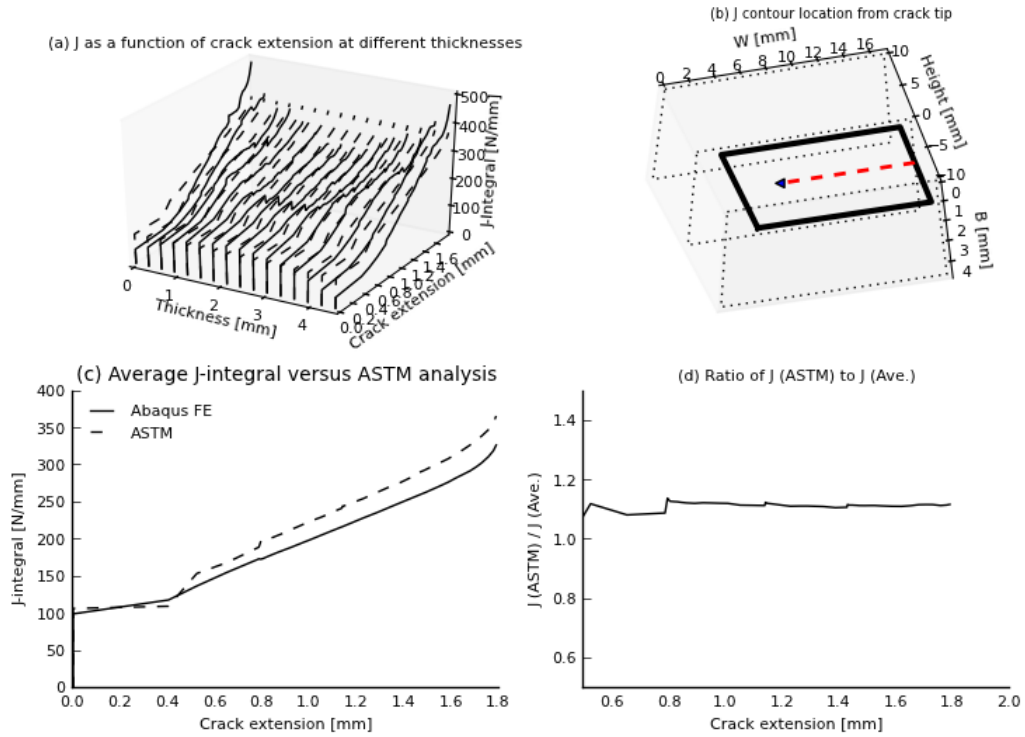 (a) J as a function of crack extension at different thicknesses
500
400
300
200
100
0
J-Integral [N/mm]
0 1 2 3 4
Thickness [mm]
0.0 0.2 0.4 0.6 0.8 1.0 1.2 1.4 1.6
Crack extension [mm]
(b) J contour location from crack tip
W [mm]
0 2 4 6 8 10 12 14 16
10
5
0
−5
−10
Height [mm]
0
1
2
3
4
B [mm]
(c) Average J-integral versus ASTM analysis
Abaqus FE
ASTM
400
350
300
250
200
150
100
50
0
J-integral [N/mm]
0.0 0.2 0.4 0.6 0.8 1.0 1.2 1.4 1.6 1.8
Crack extension [mm]
(d) Ratio of J (ASTM) to J (Ave.)
1.4
1.2
1.0
0.8
0.6
J (ASTM) / J (Ave.)
0.6 0.8 1.0 1.2 1.4 1.6 1.8 2.0
Crack extension [mm]